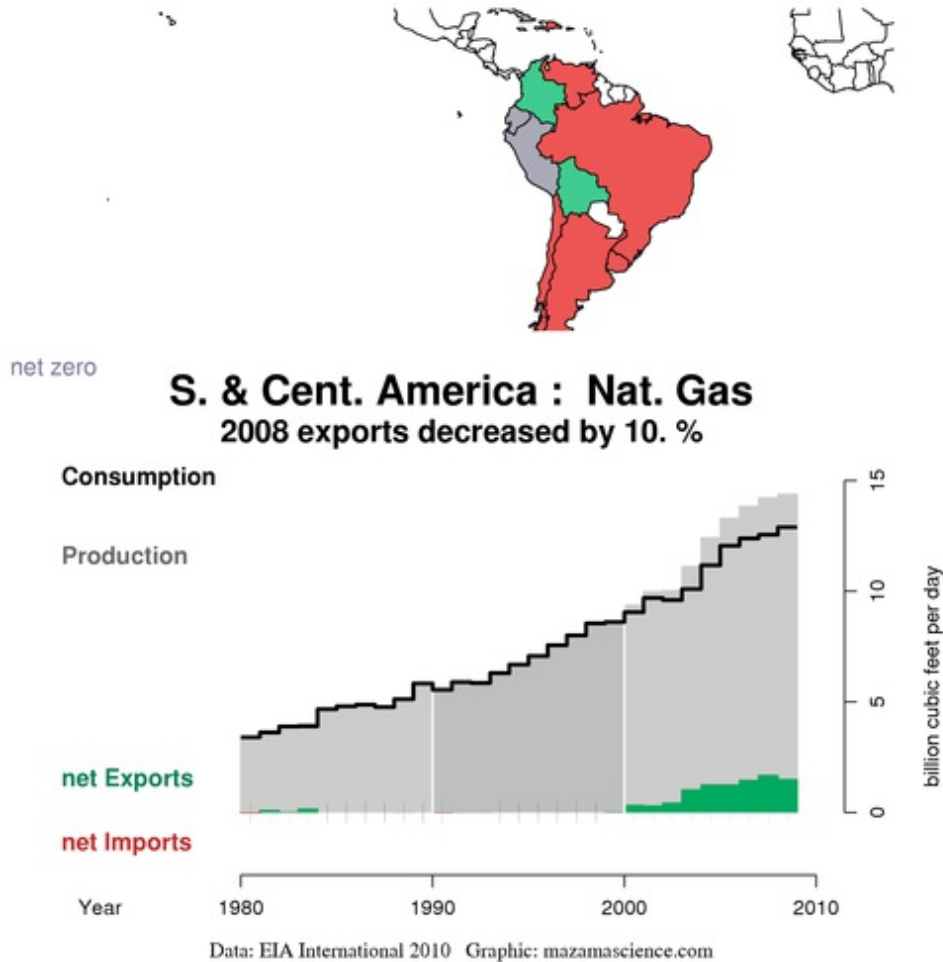 net zero
S. & Cent. America :  Nat. Gas
2008 exports decreased by 10. %
Consumption
Production
net Exports
net Imports
15
10
5
0
billion cubic feet per day
Year
1980
1990
2000
2010
Data: EIA International 2010   Graphic: mazamascience.com